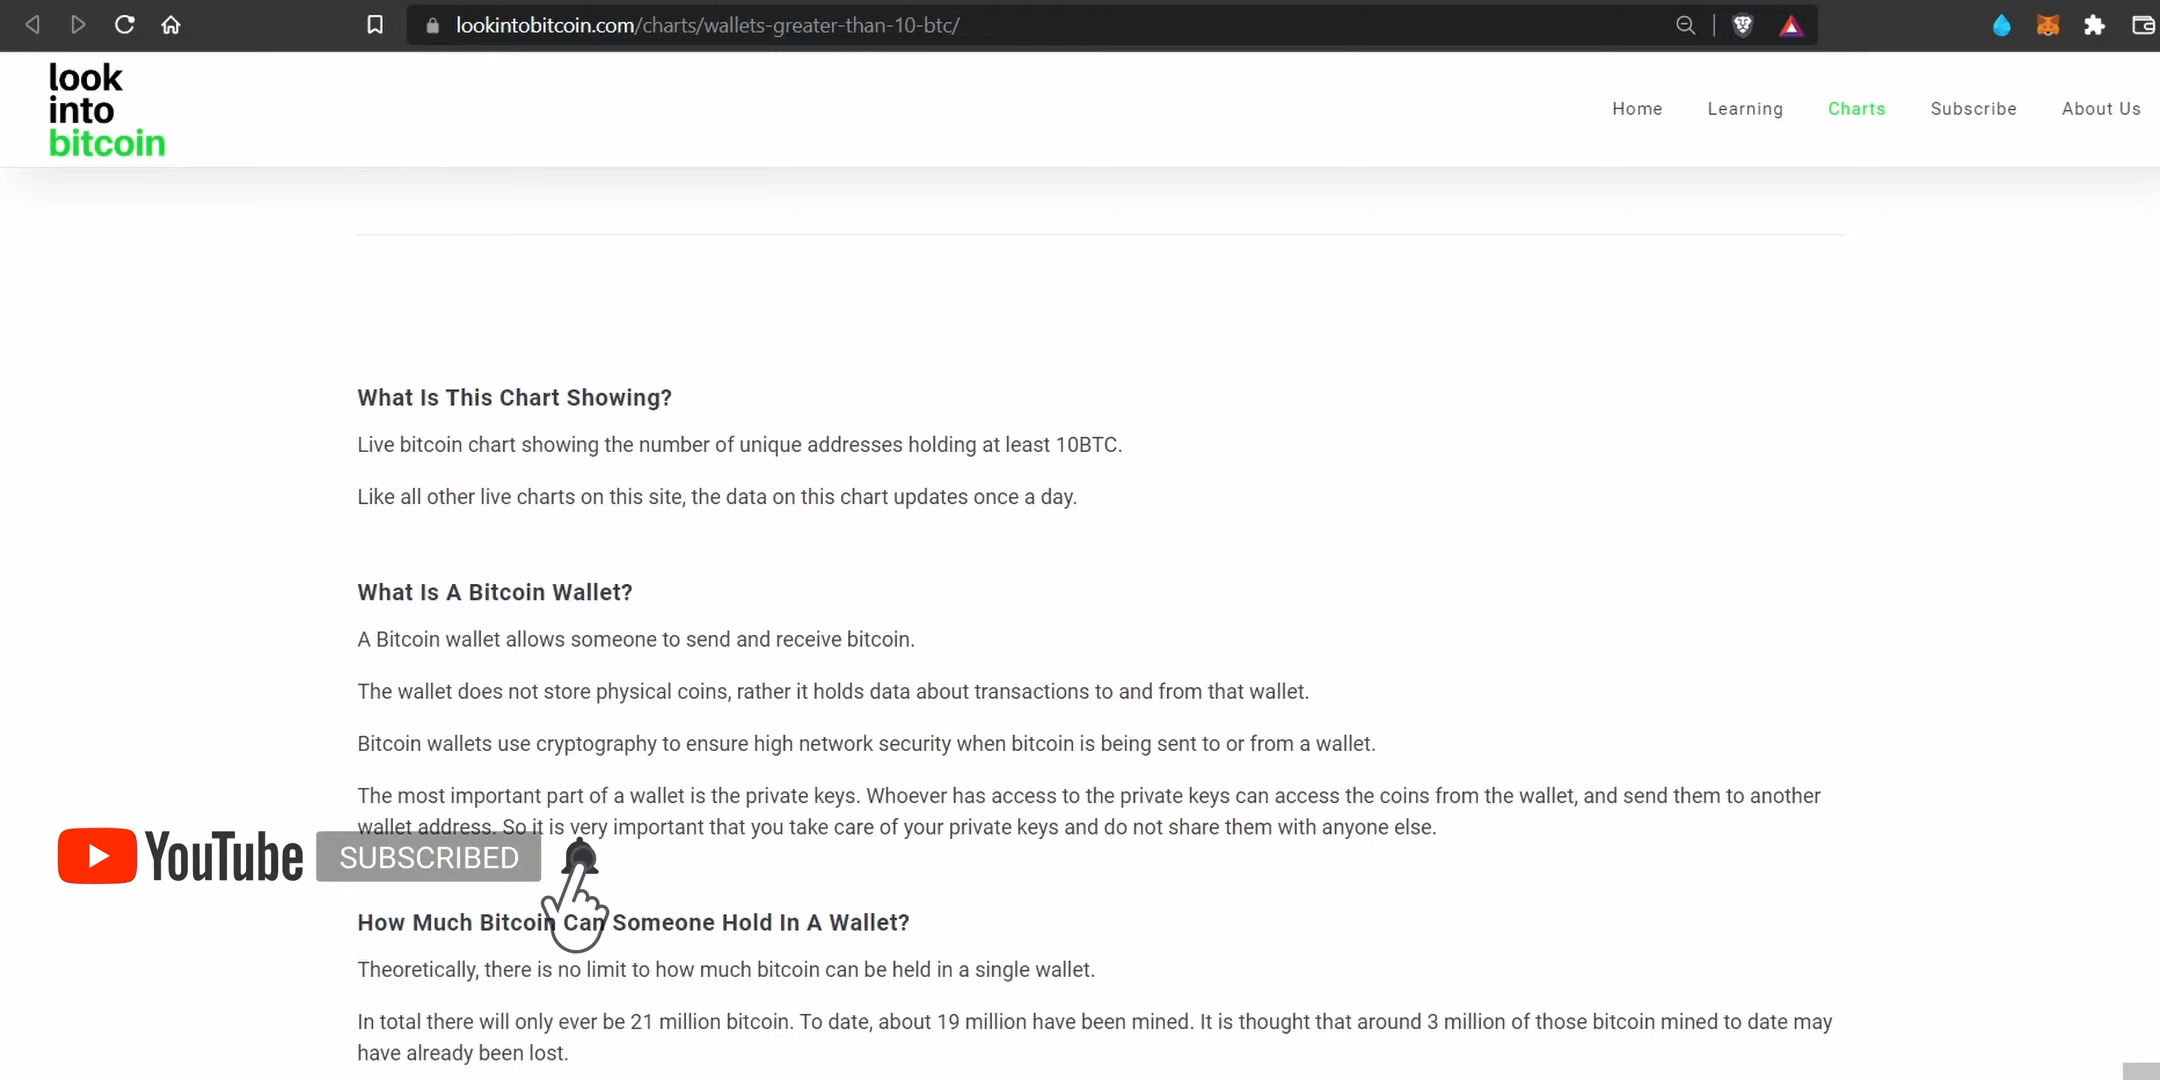 lookintobitcoin.com/charts/wallets-greater-than-10-btc/
look
into
bitcoin
Home Learning Charts Subscribe About Us
What Is This Chart Showing?
Live bitcoin chart showing the number of unique addresses holding at least 10BTC.
Like all other live charts on this site, the data on this chart updates once a day.
What Is A Bitcoin Wallet?
A Bitcoin wallet allows someone to send and receive bitcoin.
The wallet does not store physical coins, rather it holds data about transactions to and from that wallet.
Bitcoin wallets use cryptography to ensure high network security when bitcoin is being sent to or from a wallet.
The most important part of a wallet is the private keys. Whoever has access to the private keys can access the coins from the wallet, and send them to another
wallet address. So it is very important that you take care of your private keys and do not share them with anyone else.
YouTube SUBSCRIBED
How Much Bitcoin Can Someone Hold In A Wallet?
Theoretically, there is no limit to how much bitcoin can be held in a single wallet.
In total there will only ever be 21 million bitcoin. To date, about 19 million have been mined. It is thought that around 3 million of those bitcoin mined to date may
have already been lost.